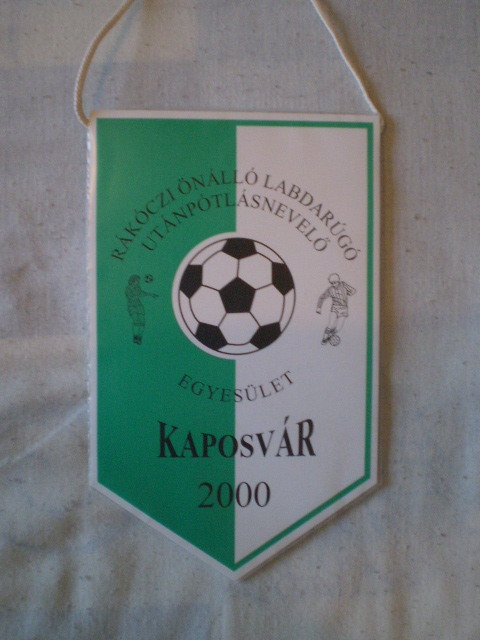 RÁKÓCZI ÖNÁLLÓ LABDARÚGÓ
UTÁNPÓTLÁSNEVELŐ
EGYESÜLET
KAPOSVÁR
2000